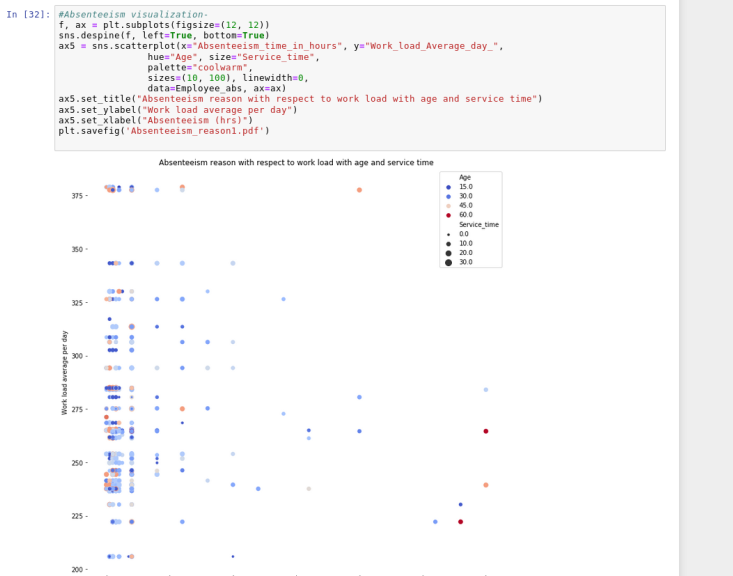 In [32]:
#Absenteeism visualization-
f, ax = plt.subplots(figsize=(12, 12))
sns.despine(f, left=True, bottom=True)
ax5 = sns.scatterplot(x="Absenteeism_time_in_hours", y="Work_load_Average_day_",
hue="Age", size="Service_time",
palette="coolwarm",
sizes=(10, 100), linewidth=0,
data=Employee_abs, ax=ax)
ax5.set_title("Absenteeism reason with respect to work load with age and service time")
ax5.set_ylabel("Work load average per day")
ax5.set_xlabel("Absenteeism (hrs)")
plt.savefig('Absenteeism_reason1.pdf')
Absenteeism reason with respect to work load with age and service time
Age
15.0
30.0
45.0
60.0
Service_time
0.0
10.0
20.0
30.0
375
350
325
300
275
250
225
200
Work load average per day